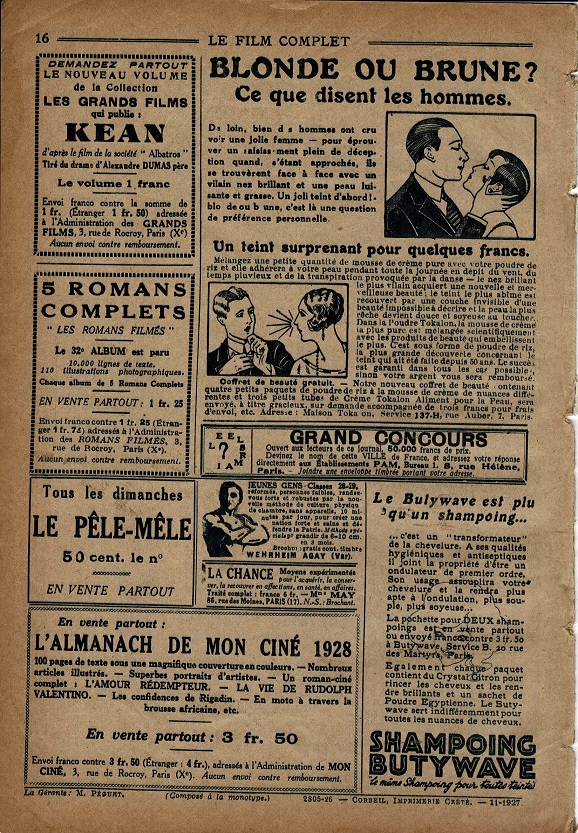 16
LE FILM COMPLET
DEMANDEZ PARTOUT
LE NOUVEAU VOLUME
de la Collection
LES GRANDS FILMS
qui publie :
KEAN
d'après le film de la société "Albatros"
Tiré du drame d'Alexandre DUMAS père
Le volume 1 franc
Envoi franco contre la somme de
1 fr. (Étranger 1 fr. 50) adressée
à l'Administration des GRANDS
FILMS, 3, rue de Rocroy, Paris (Xe)
Aucun envoi contre remboursement.
BLONDE OU BRUNE?
Ce que disent les hommes.
De loin, bien des hommes ont cru
voir une jolie femme — pour éprou-
ver un saisissement plein de décep-
tion quand, s'étant approchés, ils
se trouvèrent face à face avec un
vilain nez brillant et une peau lui-
sante et grasse. Un joli teint d'abord!
blonde ou brune, c'est là une question
de préférence personnelle.
Un teint surprenant pour quelques francs.
Mélangez une petite quantité de mousse de crème pure avec votre poudre de
riz et elle adhérera à votre peau pendant toute la journée en dépit du vent, du
temps pluvieux et de la transpiration provoquée par la danse — le nez brillant
le plus vilain acquiert une nouvelle et mer-
veilleuse beauté ; le teint le plus abîmé est
recouvert par une couche invisible d'une
beauté impossible à décrire et la peau la plus
rêche devient douce et soyeuse au toucher.
Dans la Poudre Tokalon, la mousse de crème
la plus pure est mélangée scientifiquement
avec les produits de beauté qui embellissent
le plus. C'est sous forme de poudre de riz,
la plus grande découverte concernant le
teint qui ait été faite depuis 50 ans. Le succès
est garanti dans tous les cas possible,
sinon votre argent vous est remboursé.
Coffret de beauté gratuit. — Notre nouveau coffret de beauté contenant
quatre petits paquets de poudre de riz à la mousse de crème de nuances diffé-
rentes et trois petits tubes de Crème Tokalon Aliment pour la Peau, sera
envoyé, à titre gracieux, sur demande accompagnée de trois francs pour frais
d'envoi, etc. Adresse : Maison Tokalon, Service 137-H, rue Auber, 7, Paris.
5 ROMANS
COMPLETS
"LES ROMANS FILMÉS"
Le 32e ALBUM est paru
10.000 lignes de texte.
110 illustrations photographiques.
Chaque album de 5 Romans Complets
EN VENTE PARTOUT : 1 fr. 25
Envoi franco contre 1 fr. 25 (Étran-
ger 1 fr. 75) adressée à l'Administra-
tion des ROMANS FILMÉS, 3,
rue de Rocroy, Paris (Xe).
Aucun envoi contre remboursement.
E E L
L ? S R
I A M
GRAND CONCOURS
Ouvert aux lecteurs de ce journal, 50.000 francs de prix.
Devinez le nom de cette VILLE de France, et adressez votre réponse
directement aux Établissements PAM, Bureau I. S, rue Hélène,
Paris. — Joindre une enveloppe timbrée portant votre adresse.
Tous les dimanches
LE PÊLE-MÊLE
50 cent. le no
EN VENTE PARTOUT
JEUNES GENS-Classes 28-19,
réformés, personnes faibles, rendez-
vous forts et robustes par la nou-
velle méthode de culture physiq.
de chambre, sans appareils, 10 mi-
nutes par jour, pour créer une
nation forte et saine et dé-
fendre la Patrie. Méthode spé-
ciale pr grandir de 6-10 cm.
en 3 mois.
Brochure gratis cont. timbre
WEHRHEIM AGAY (Var).
LA CHANCE Moyens expérimentés
pour l'acquérir, la conser-
ver, la recouvrer en affections, en santé, en affaires.
Traité complet : 6 fr. — Mme MAY
86, rue des Moines, PARIS (17). N.-S. : Brochant.
Le Butywave est plu
qu'un shampoing...
...c'est un "transformateur"
de la chevelure. A ses qualités
hygiéniques et antiseptiques
il joint la propriété d'être un
ondulateur de premier ordre.
Son usage assouplira votre
chevelure et la rendra plus
apte à l'ondulation, plus sou-
ple, plus soyeuse...
La pochette pour DEUX sham-
poings est en vente partout
ou envoyé Franco contre 3 fr. 50
à Butywave, Service B. 20 rue
des Martyrs, Paris.
Egalement chaque paquet
contient du Crystal Citron pour
rincer les cheveux et les ren-
dre brillants et un sachet de
Poudre Egyptienne. Le Buty-
wave sert indifféremment pour
toutes les nuances de cheveux.
SHAMPOING
BUTYWAVE
"le même Shampoing pour toutes teintes"
En vente partout :
L'ALMANACH DE MON CINÉ 1928
100 pages de texte sous une magnifique couverture en couleurs. — Nombreux
articles illustrés. — Superbes portraits d'artistes. — Un roman-ciné
complet : L'AMOUR RÉDEMPTEUR. — LA VIE DE RUDOLPH
VALENTINO. — Les confidences de Rigadin. — En moto à travers la
brousse africaine, etc.
En vente partout : 3 fr. 50
Envoi franco contre 3 fr. 50 (Étranger : 4 fr.), adressés à l'Administration de MON
CINÉ, 3, rue de Rocroy, Paris (Xe). Aucun envoi contre remboursement.
La Gérante : M. PÉGURT.
(Composé à la monotype.)
2805-26 — CORBEIL, IMPRIMERIE CRÉTÉ. — 11-1927